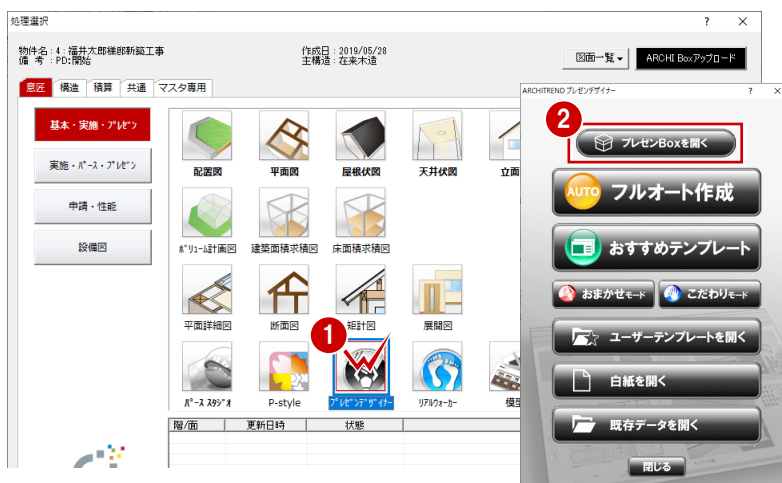 処理選択
? ×
物件名:4:福井太郎様邸新築工事
備 考:PD:開始
作成日:2019/05/28
主構造:在来木造
図面一覧
ARCHI Boxアップロード
意匠 構造 積算 共通 マスタ専用
基本・実施・プレゼン
実施・パース・プレゼン
申請・性能
設備図
配置図 平面図 屋根伏図 天井伏図 立面
ボリューム計画図 建築面積求積図 床面積求積図
平面詳細図 断面図 矩計図 展開図
1
パース スタジオ P-style プレゼンデザイナー リアルウォーカー 模型
階/面 更新日時 状態
ARCHITREND プレゼンデザイナー ? ×
2
プレゼンBoxを開く
AUTO フルオート作成
おすすめテンプレート
おまかせモード こだわりモード
ユーザーテンプレートを開く
白紙を開く
既存データを開く
閉じる